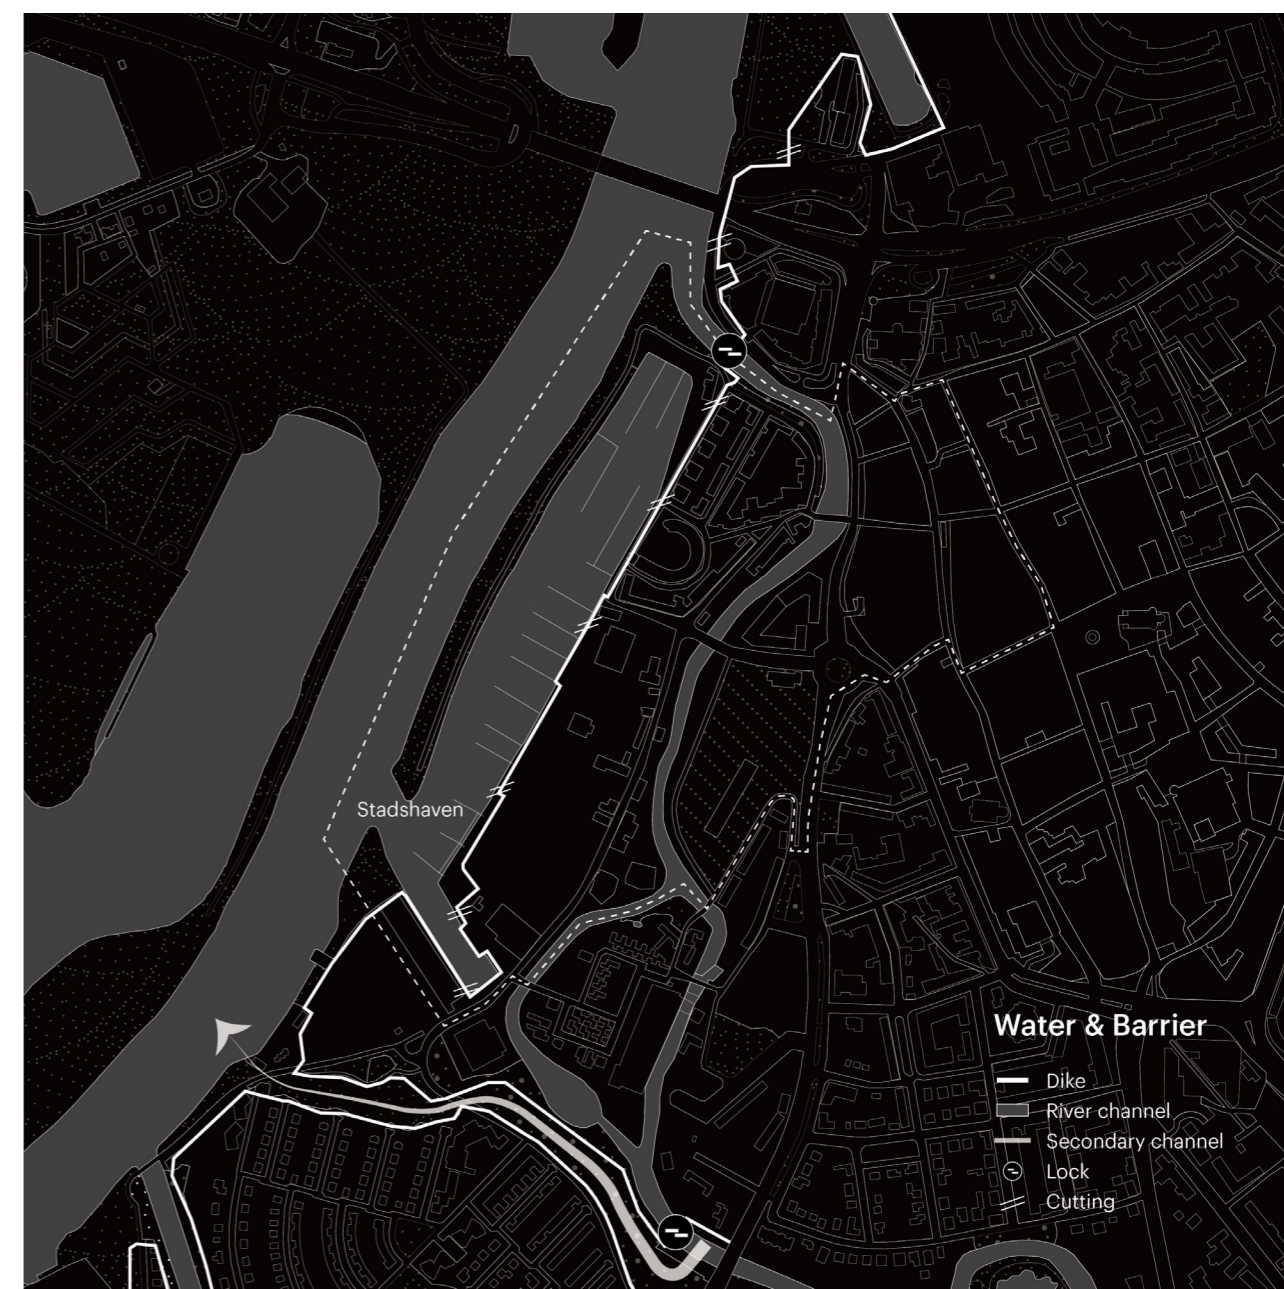 Stadshaven
Water & Barrier
Dike
River channel
Secondary channel
Lock
Cutting